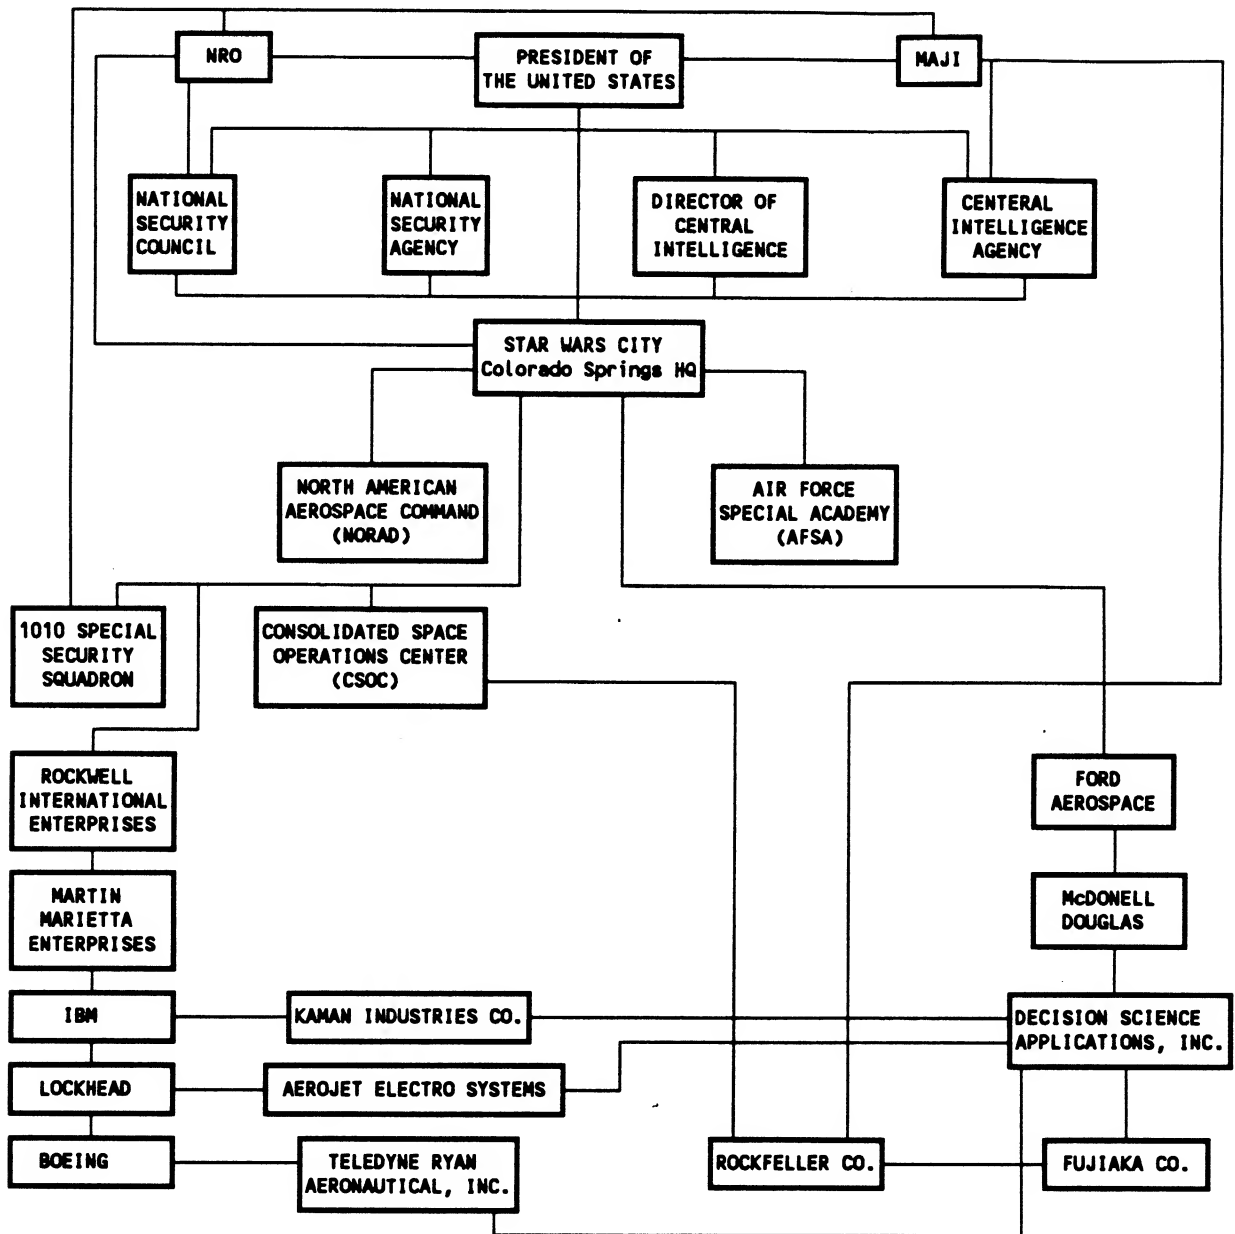 NRO
PRESIDENT OF
THE UNITED STATES
MAJI
NATIONAL
SECURITY
COUNCIL
NATIONAL
SECURITY
AGENCY
DIRECTOR OF
CENTRAL
INTELLIGENCE
CENTERAL
INTELLIGENCE
AGENCY
STAR WARS CITY
Colorado Springs HQ
NORTH AMERICAN
AEROSPACE COMMAND
(NORAD)
AIR FORCE
SPECIAL ACADEMY
(AFSA)
1010 SPECIAL
SECURITY
SQUADRON
CONSOLIDATED SPACE
OPERATIONS CENTER
(CSOC)
ROCKWELL
INTERNATIONAL
ENTERPRISES
FORD
AEROSPACE
MARTIN
MARIETTA
ENTERPRISES
McDONELL
DOUGLAS
IBM
KAMAN INDUSTRIES CO.
DECISION SCIENCE
APPLICATIONS, INC.
LOCKHEAD
AEROJET ELECTRO SYSTEMS
BOEING
TELEDYNE RYAN
AERONAUTICAL, INC.
ROCKFELLER CO.
FUJIAKA CO.